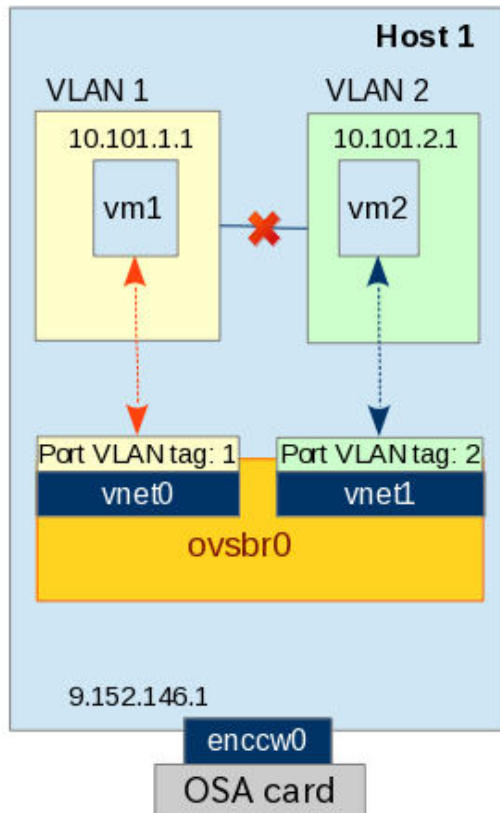 Host 1
VLAN 1 VLAN 2
10.101.1.1 10.101.2.1
vm1 vm2
Port VLAN tag: 1 Port VLAN tag: 2
vnet0 vnet1
ovsbr0
9.152.146.1
enccw0
OSA card